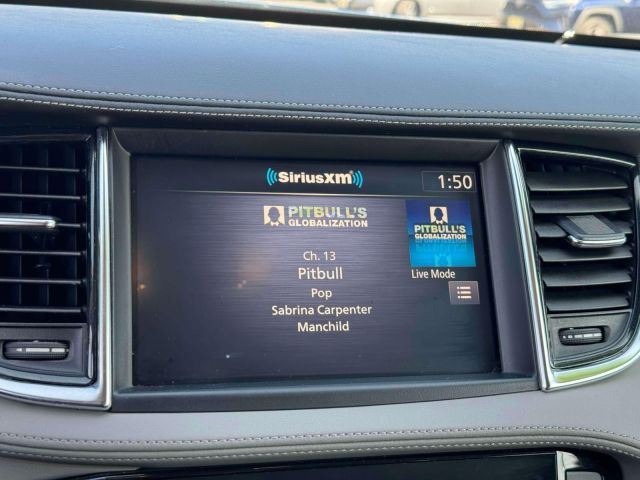 SiriusXM
1:50
PITBULL'S
GLOBALIZATION
Ch. 13
Pitbull
Pop
Sabrina Carpenter
Manchild
PITBULL'S
GLOBALIZATION
Live Mode